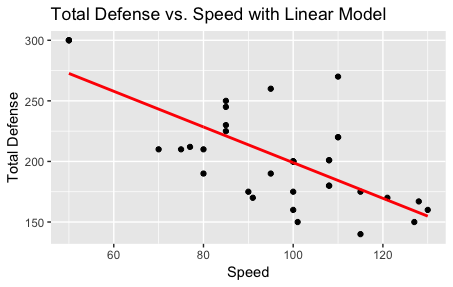 Total Defense vs. Speed with Linear Model
300
250
200
150
Total Defense
60 80 100 120
Speed